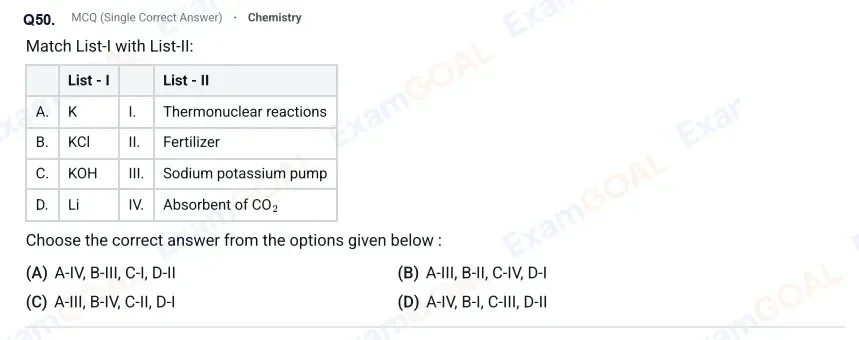 Q50. MCQ (Single Correct Answer) · Chemistry
Match List-I with List-II:
List - I List - II
A. K I. Thermonuclear reactions
B. KCl II. Fertilizer
C. KOH III. Sodium potassium pump
D. Li IV. Absorbent of CO₂
Choose the correct answer from the options given below :
(A) A-IV, B-III, C-I, D-II (B) A-III, B-II, C-IV, D-I
(C) A-III, B-IV, C-II, D-I (D) A-IV, B-I, C-III, D-II
ExamGOAL
ExamGOAL